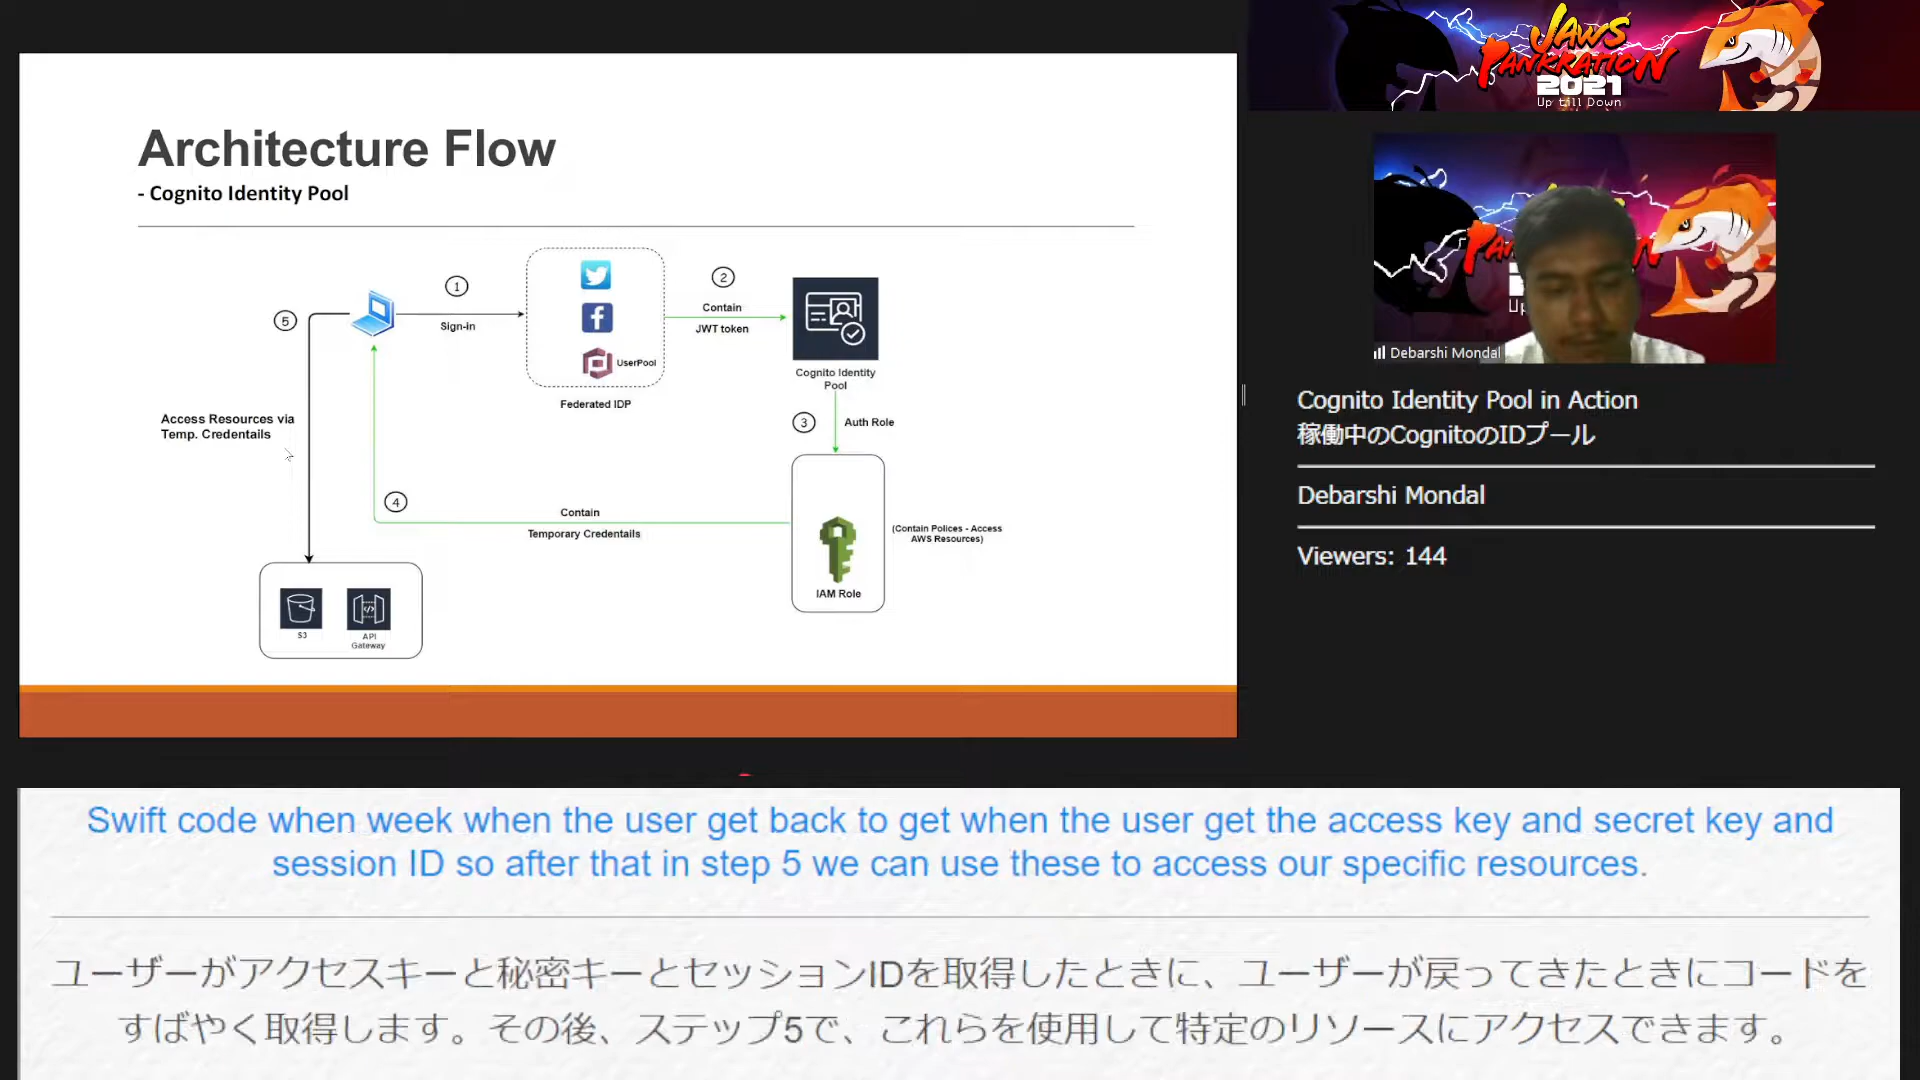 Architecture Flow
- Cognito Identity Pool
1
Sign-in
2
Contain
JWT token
UserPool
Federated IDP
Cognito Identity
Pool
3
Auth Role
5
Access Resources via
Temp. Credentails
4
Contain
Temporary Credentails
(Contain Polices - Access
AWS Resources)
IAM Role
S3
API
Gateway
JAWS
PANKRATION
2021
Up till Down
Debarshi Mondal
Cognito Identity Pool in Action
稼働中のCognitoのIDプール
Debarshi Mondal
Viewers: 144
Swift code when week when the user get back to get when the user get the access key and secret key and
session ID so after that in step 5 we can use these to access our specific resources.
ユーザーがアクセスキーと秘密キーとセッションIDを取得したときに、ユーザーが戻ってきたときにコードを
すばやく取得します。その後、ステップ5で、これらを使用して特定のリソースにアクセスできます。